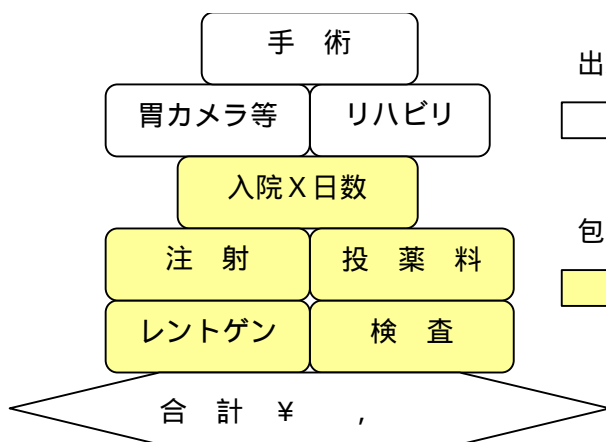 手 術
出
胃カメラ等 リハビリ
入院X日数
包
注 射 投 薬 料
レントゲン 検 査
合 計 ¥ ,